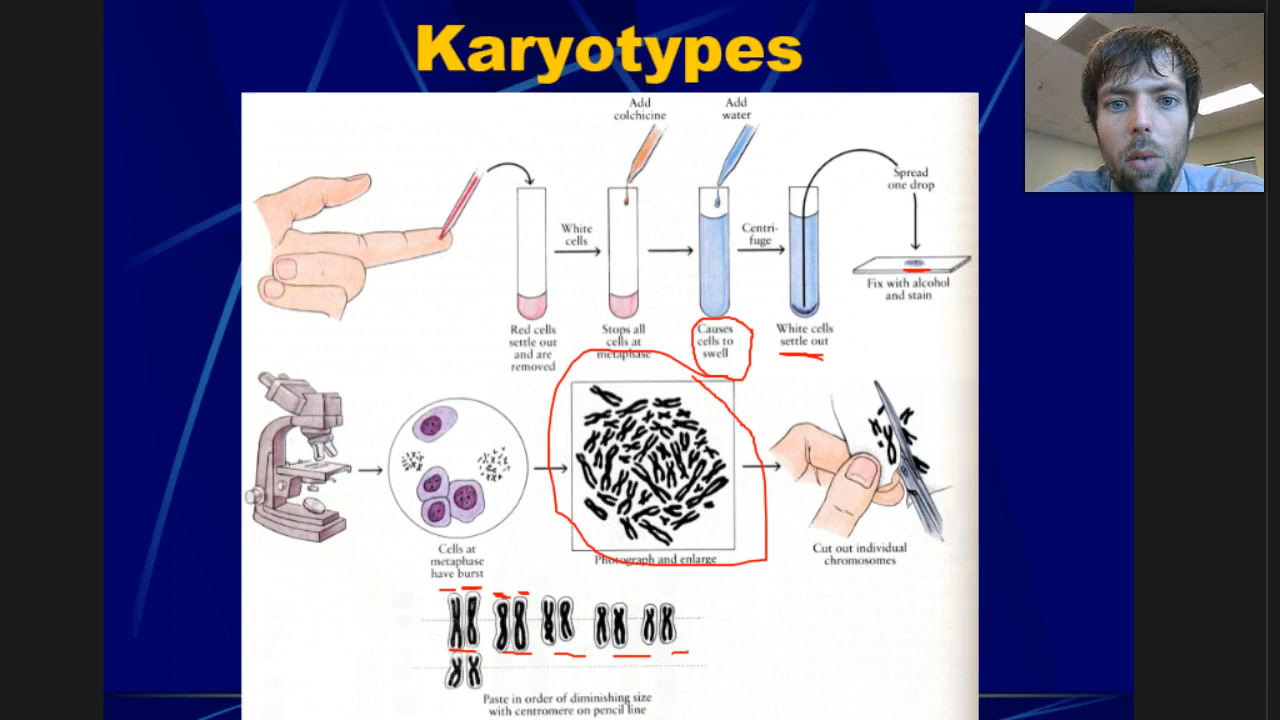 Karyotypes
Add
colchicine
Add
water
Spread
one drop
White
cells
Centri-
fuge
Fix with alcohol
and stain
Red cells
settle out
and are
removed
Stops all
cells at
metaphase
Causes
cells to
swell
White cells
settle out
Cells at
metaphase
have burst
Photograph and enlarge
Cut out individual
chromosomes
Paste in order of diminishing size
with centromere on pencil line